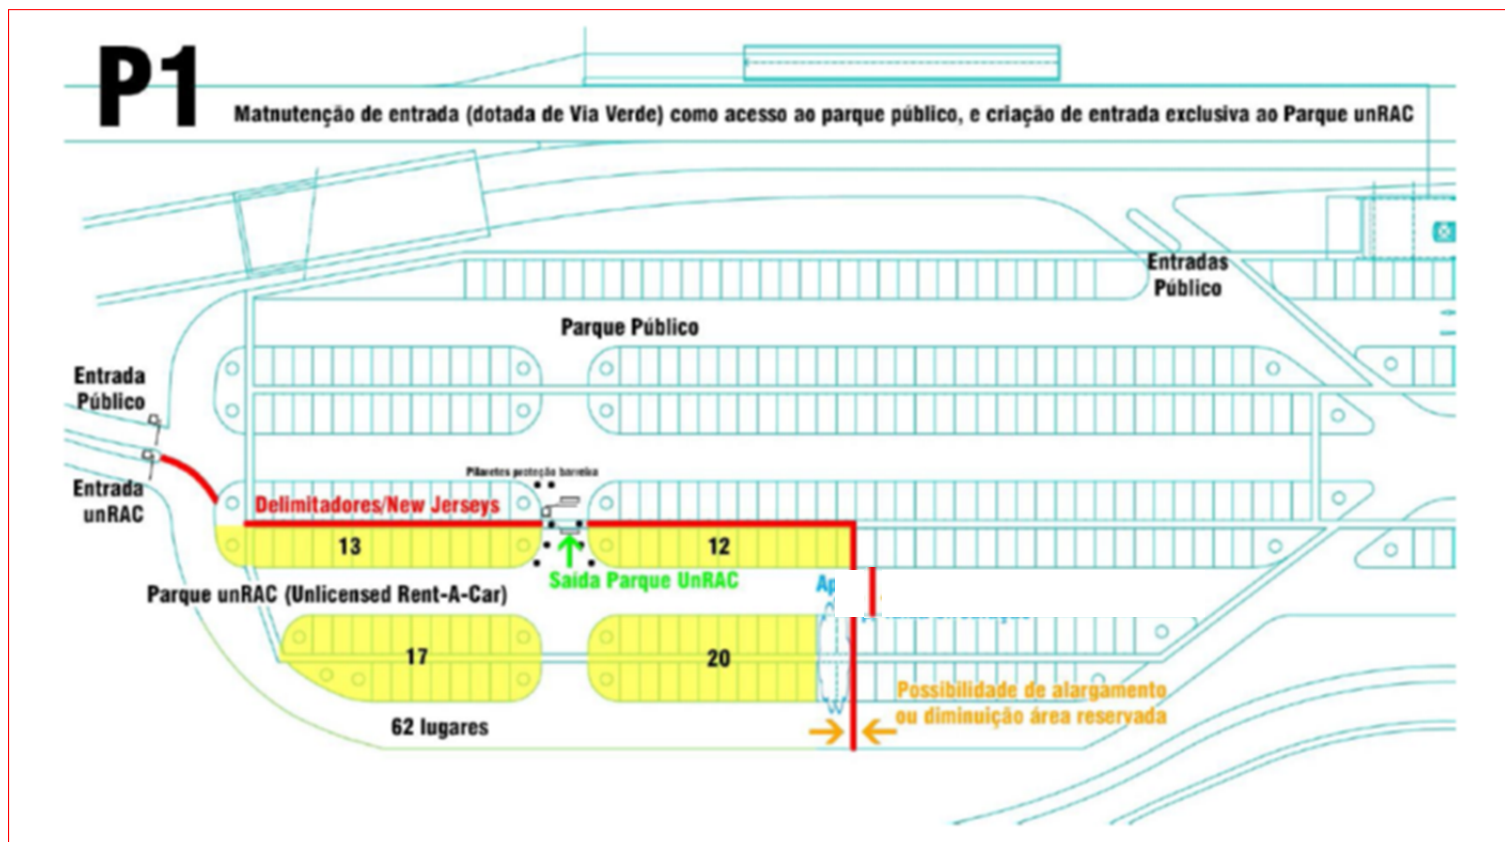 P1
Matnutenção de entrada (dotada de Via Verde) como acesso ao parque público, e criação de entrada exclusiva ao Parque unRAC
Entradas
Público
Parque Público
Entrada
Público
Pilaretes proteção barreira
Entrada
unRAC
Delimitadores/New Jerseys
13
12
Saída Parque UnRAC
Parque unRAC (Unlicensed Rent-A-Car)
17
20
Possibilidade de alargamento
ou diminuição área reservada
62 lugares